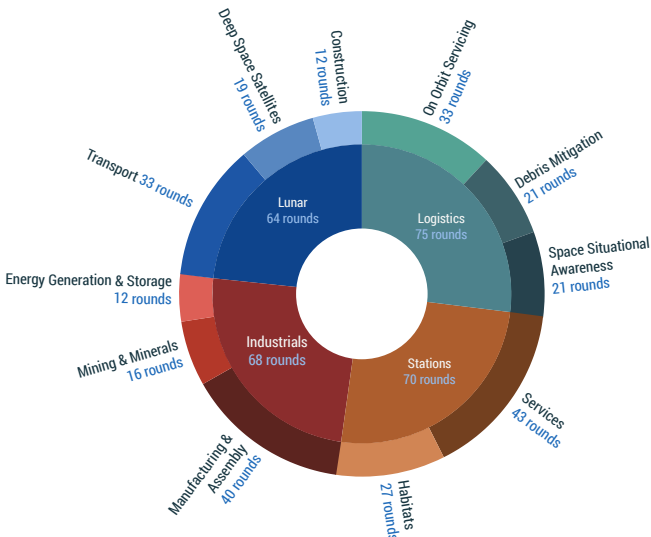 Deep Space Satellites
19 rounds
Construction
12 rounds
On Orbit Servicing
33 rounds
Debris Mitigation
21 rounds
Transport 33 rounds
Lunar
64 rounds
Logistics
75 rounds
Space Situational
Awareness
21 rounds
Energy Generation & Storage
12 rounds
Industrials
68 rounds
Stations
70 rounds
Mining & Minerals
16 rounds
Services
43 rounds
Manufacturing &
Assembly
40 rounds
Habitats
27 rounds